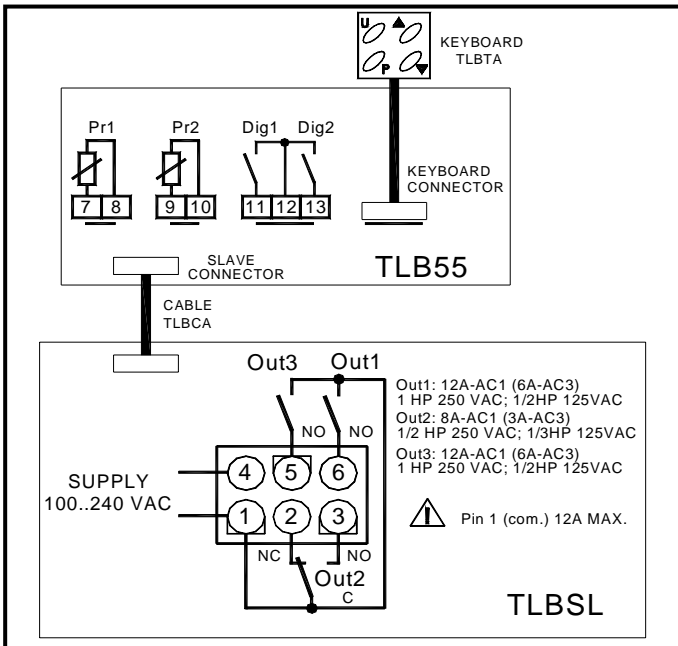 U
P
KEYBOARD
TLBTA
Pr1 Pr2 Dig1 Dig2
7 8 9 10 11 12 13
KEYBOARD
CONNECTOR
SLAVE
CONNECTOR
TLB55
CABLE
TLBCA
Out3 Out1
Out1: 12A-AC1 (6A-AC3)
1 HP 250 VAC; 1/2HP 125VAC
Out2: 8A-AC1 (3A-AC3)
1/2 HP 250 VAC; 1/3HP 125VAC
Out3: 12A-AC1 (6A-AC3)
1 HP 250 VAC; 1/2HP 125VAC
NO NO
SUPPLY
100..240 VAC
4 5 6
1 2 3
Pin 1 (com.) 12A MAX.
NC NO
Out2
C
TLBSL